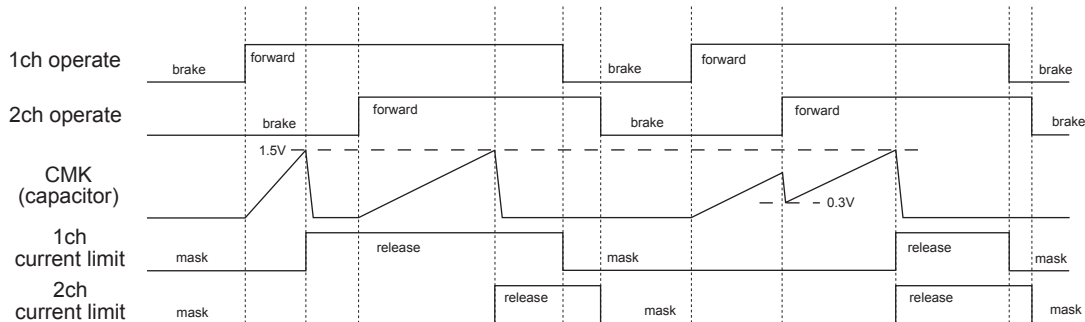 1ch operate
brake
forward
brake
forward
brake
2ch operate
brake
forward
brake
forward
brake
CMK
(capacitor)
1.5V
0.3V
1ch
current limit
mask
release
mask
release
mask
2ch
current limit
mask
release
mask
release
mask